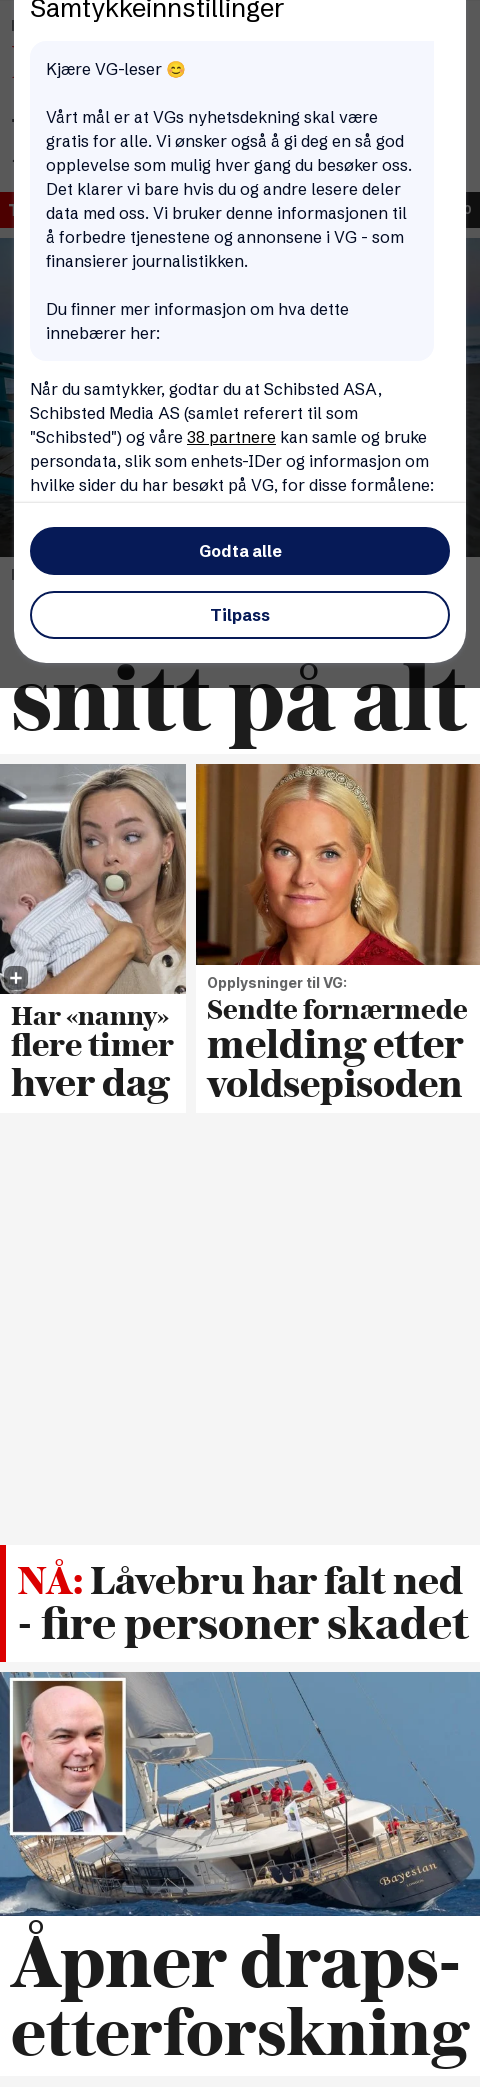 Samtykkeinnstillinger
Kjære VG-leser 😊
Vårt mål er at VGs nyhetsdekning skal være
gratis for alle. Vi ønsker også å gi deg en så god
opplevelse som mulig hver gang du besøker oss.
Det klarer vi bare hvis du og andre lesere deler
data med oss. Vi bruker denne informasjonen til
å forbedre tjenestene og annonsene i VG - som
finansierer journalistikken.
Du finner mer informasjon om hva dette
innebærer her:
Når du samtykker, godtar du at Schibsted ASA,
Schibsted Media AS (samlet referert til som
"Schibsted") og våre 38 partnere kan samle og bruke
persondata, slik som enhets-IDer og informasjon om
hvilke sider du har besøkt på VG, for disse formålene:
Godta alle
Tilpass
snitt på alt
Har «nanny»
flere timer
hver dag
Opplysninger til VG:
Sendte fornærmede
melding etter
voldsepisoden
NÅ: Låvebru har falt ned
- fire personer skadet
Bayesian
Åpner draps-
etterforskning